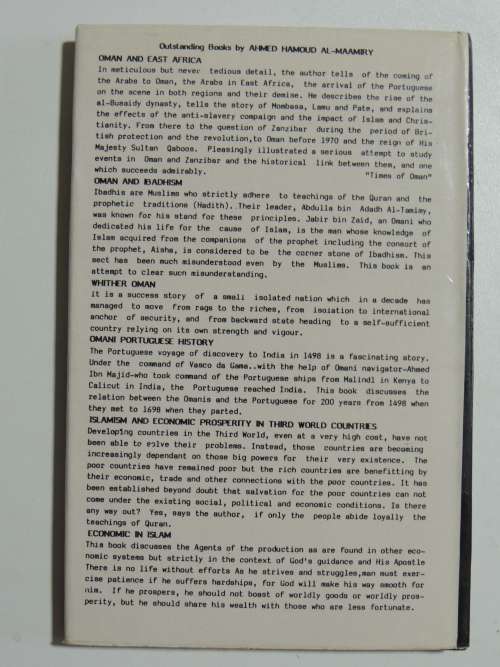 Outstanding Books by AHMED HAMOUD AL-MAAMIRY
OMAN AND EAST AFRICA
In meticulous but never tedious detail, the author tells of the coming of
the Arabs to Oman, the Arabs in East Africa, the arrival of the Portuguese
on the scene in both regions and their demise. He describes the rise of the
al-Busaidy dynasty, tells the story of Mombasa, Lamu and Pate, and explains
the effects of the anti-slavery campaign and the impact of Islam and Chris-
tianity. From there to the question of Zanzibar during the period of Bri-
tish protection and the revolution,to Oman before 1970 and the reign of His
Majesty Sultan Qaboos. Pleasingly illustrated a serious attempt to study
events in Oman and Zanzibar and the historical link between them, and one
which succeeds admirably. "Times of Oman"
OMAN AND IBADHISM
Ibadhis are Muslims who strictly adhere to teachings of the Quran and the
prophetic traditions (Hadith)..Their leader, Abdulla bin Adadh Al-Tamimy,
was known for his stand for these principles. Jabir bin Zaid, an Omani who
dedicated his life for the cause of Islam, is the man whose knowledge of
Islam acquired from the companions of the prophet including the consort of
the prophet, Aisha, is considered to be the corner stone of Ibadhism. This
sect has been much misunderstood even by the Muslims. This book is an
attempt to clear such misunderstanding.
WHITHER OMAN
it is a success story of a small isolated nation which in a decade has
managed to move from rags to the riches, from isolation to international
anchor of security, and from backward state heading to a self-sufficient
country relying on its own strength and vigour.
OMANI PORTUGUESE HISTORY
The Portuguese voyage of discovery to India in 1498 is a fascinating story.
Under the command of Vasco da Gama..with the help of Omani navigator-Ahmed
Ibn Majid-who took command of the Portuguese ships from Malindi in Kenya to
Calicut in India, the Portuguese reached India. This book discusses the
relation between the Omanis and the Portuguese for 200 years from 1498 when
they met to 1698 when they parted.
ISLAMISM AND ECONOMIC PROSPERITY IN THIRD WORLD COUNTRIES
Developing countries in the Third World, even at a very high cost, have not
been able to solve their problems. Instead, those countries are becoming
increasingly dependant on those big powers for their very existence. The
poor countries have remained poor but the rich countries are benefitting by
their economic, trade and other connections with the poor countries. It has
been established beyond doubt that salvation for the poor countries can not
come under the existing social, political and economic conditions. Is there
any way out? Yes, says the author, if only the people abide loyally the
teachings of Quran.
ECONOMIC IN ISLAM
This book discusses the Agents of the production as are found in other eco-
nomic systems but strictly in the context of God's guidance and His Apostle
There is no life without efforts As he strives and struggles,man must exer-
cise patience if he suffers hardships, for God will make his way smooth for
him. If he prospers, he should not boast of worldly goods or worldly pros-
perity, but he should share his wealth with those who are less fortunate.